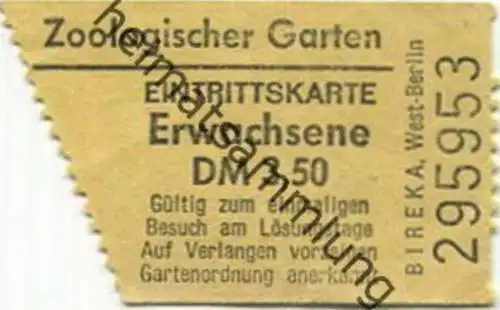 Zoologischer Garten
EINTRITTSKARTE
Erwachsene
DM 3,50
Gültig zum einmaligen
Besuch am Lösungstage
Auf Verlangen vorzeigen
Gartenordnung anerkannt
BIREKA, West-Berlin
295953
heimatsammlung